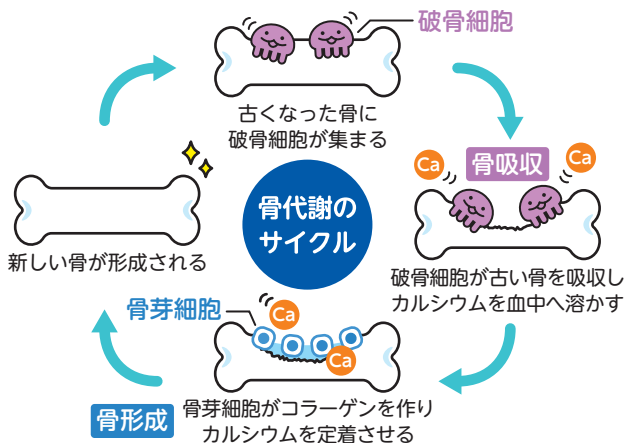 破骨細胞
古くなった骨に
破骨細胞が集まる
Ca
骨吸収
Ca
破骨細胞が古い骨を吸収し
カルシウムを血中へ溶かす
骨代謝の
サイクル
新しい骨が形成される
骨芽細胞
Ca
Ca
骨形成
骨芽細胞がコラーゲンを作り
カルシウムを定着させる